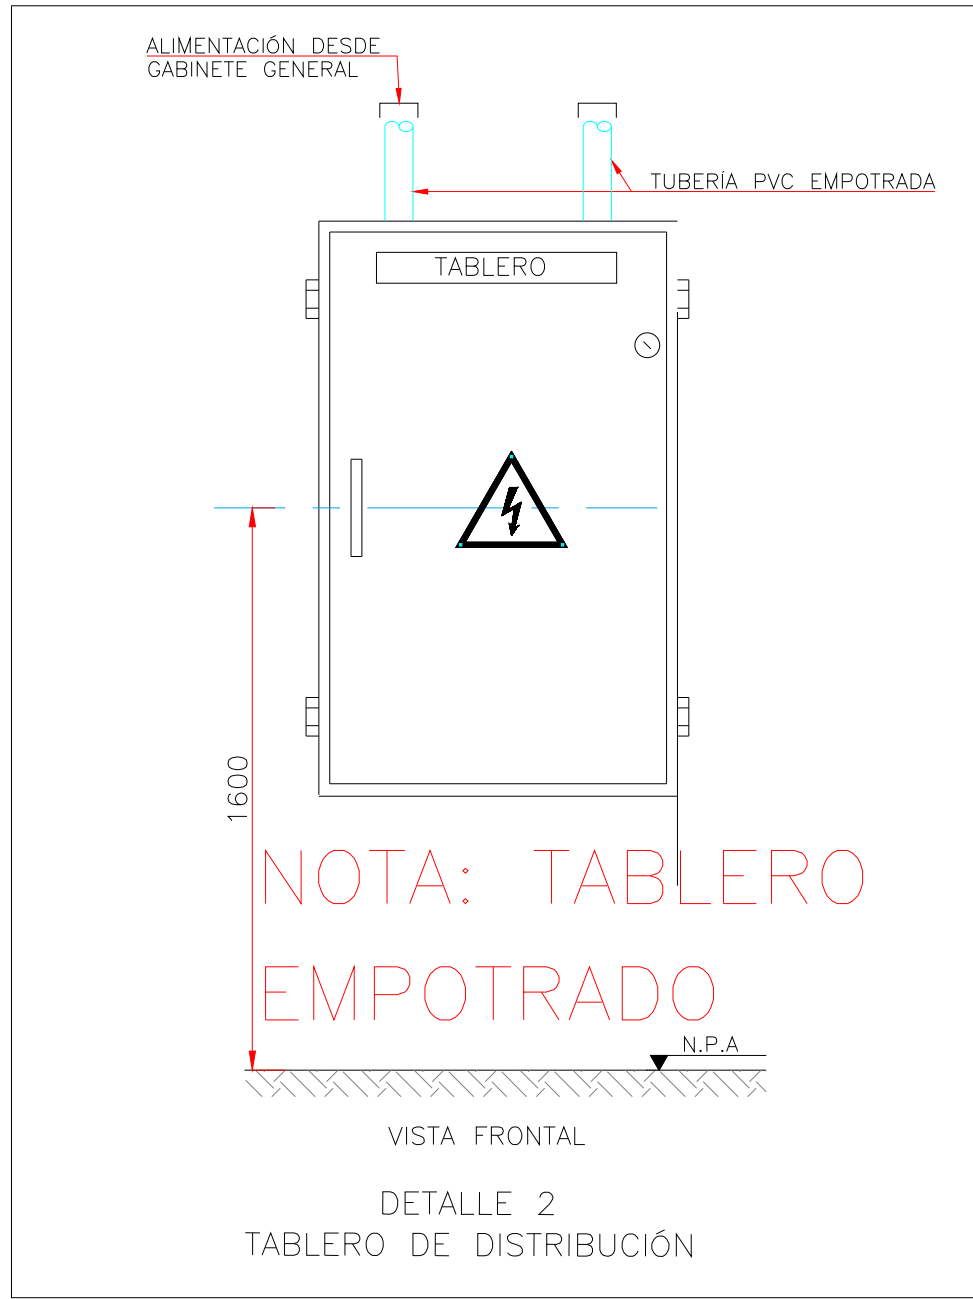 ALIMENTACIÓN DESDE
GABINETE GENERAL
TUBERÍA PVC EMPOTRADA
TABLERO
1600
NOTA: TABLERO
EMPOTRADO
N.P.A
VISTA FRONTAL
DETALLE 2
TABLERO DE DISTRIBUCIÓN